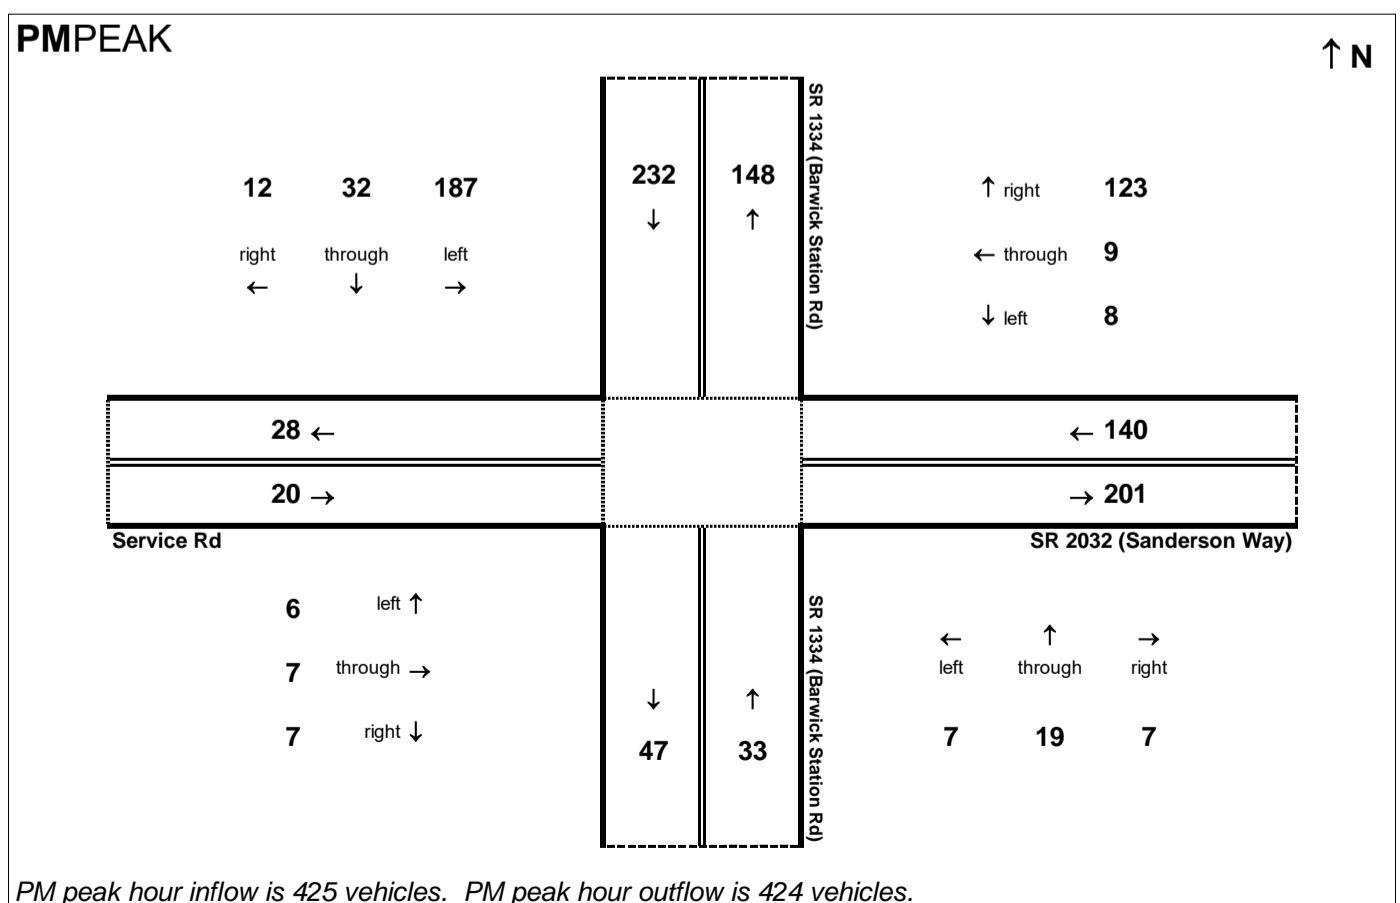 PMPEAK
↑ N
SR 1334 (Barwick Station Rd)
12 32 187
right through left
← ↓ →
232 148
↓ ↑
↑ right 123
← through 9
↓ left 8
28 ←
← 140
20 →
→ 201
Service Rd
SR 2032 (Sanderson Way)
6 left ↑
7 through →
7 right ↓
↓ ↑
47 33
SR 1334 (Barwick Station Rd)
← ↑ →
left through right
7 19 7
PM peak hour inflow is 425 vehicles. PM peak hour outflow is 424 vehicles.